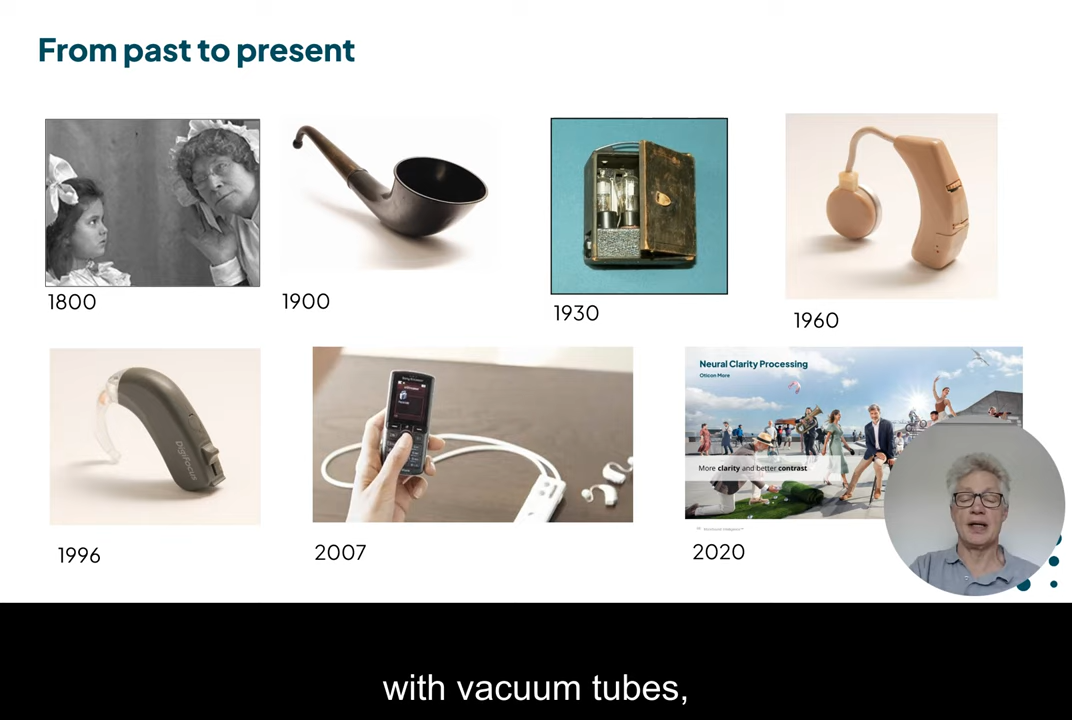 From past to present
1800
1900
1930
1960
DigiFocus
Neural Clarity Processing
Oticon More
More clarity and better contrast
1996
2007
2020
with vacuum tubes,